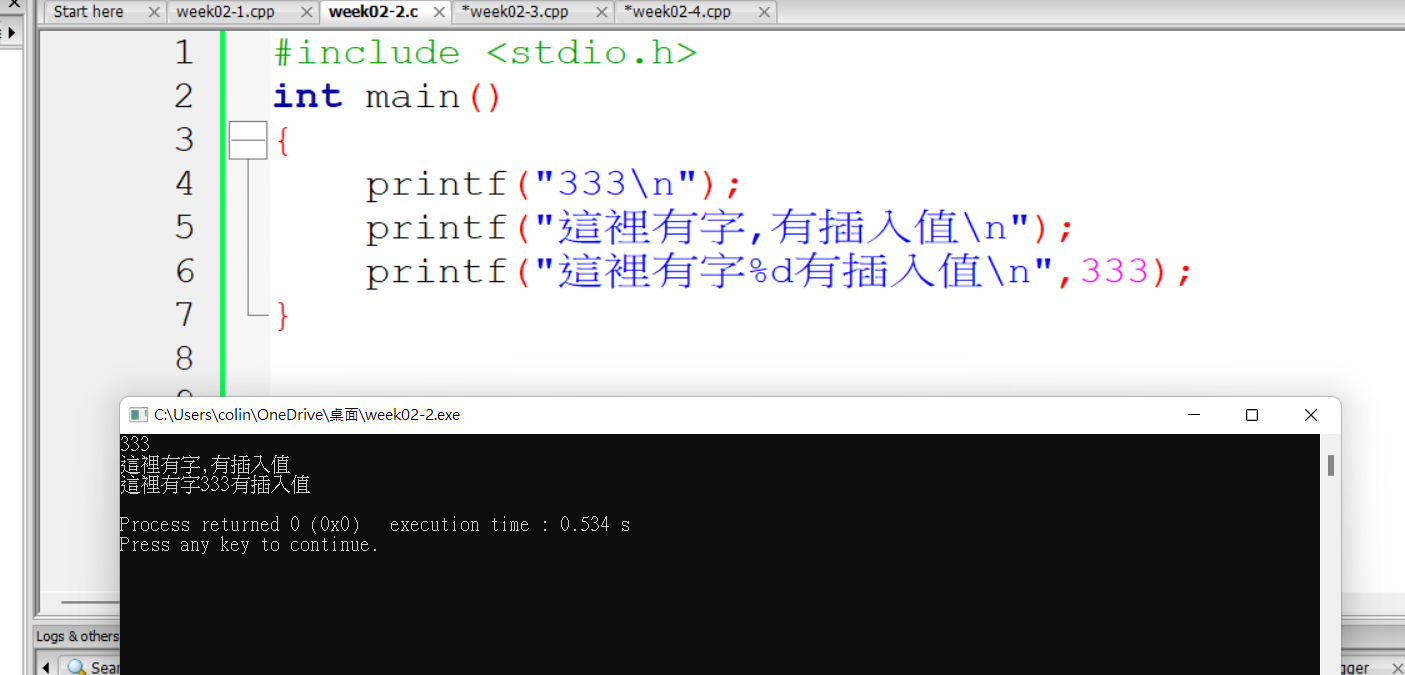 Start here week02-1.cpp week02-2.c *week02-3.cpp *week02-4.cpp
1 #include <stdio.h>
2 int main()
3 {
4 printf("333\n");
5 printf("這裡有字,有插入值\n");
6 printf("這裡有字%d有插入值\n",333);
7 }
8
C:\Users\colin\OneDrive\桌面\week02-2.exe
333
這裡有字,有插入值
這裡有字333有插入值
Process returned 0 (0x0) execution time : 0.534 s
Press any key to continue.
Logs & others